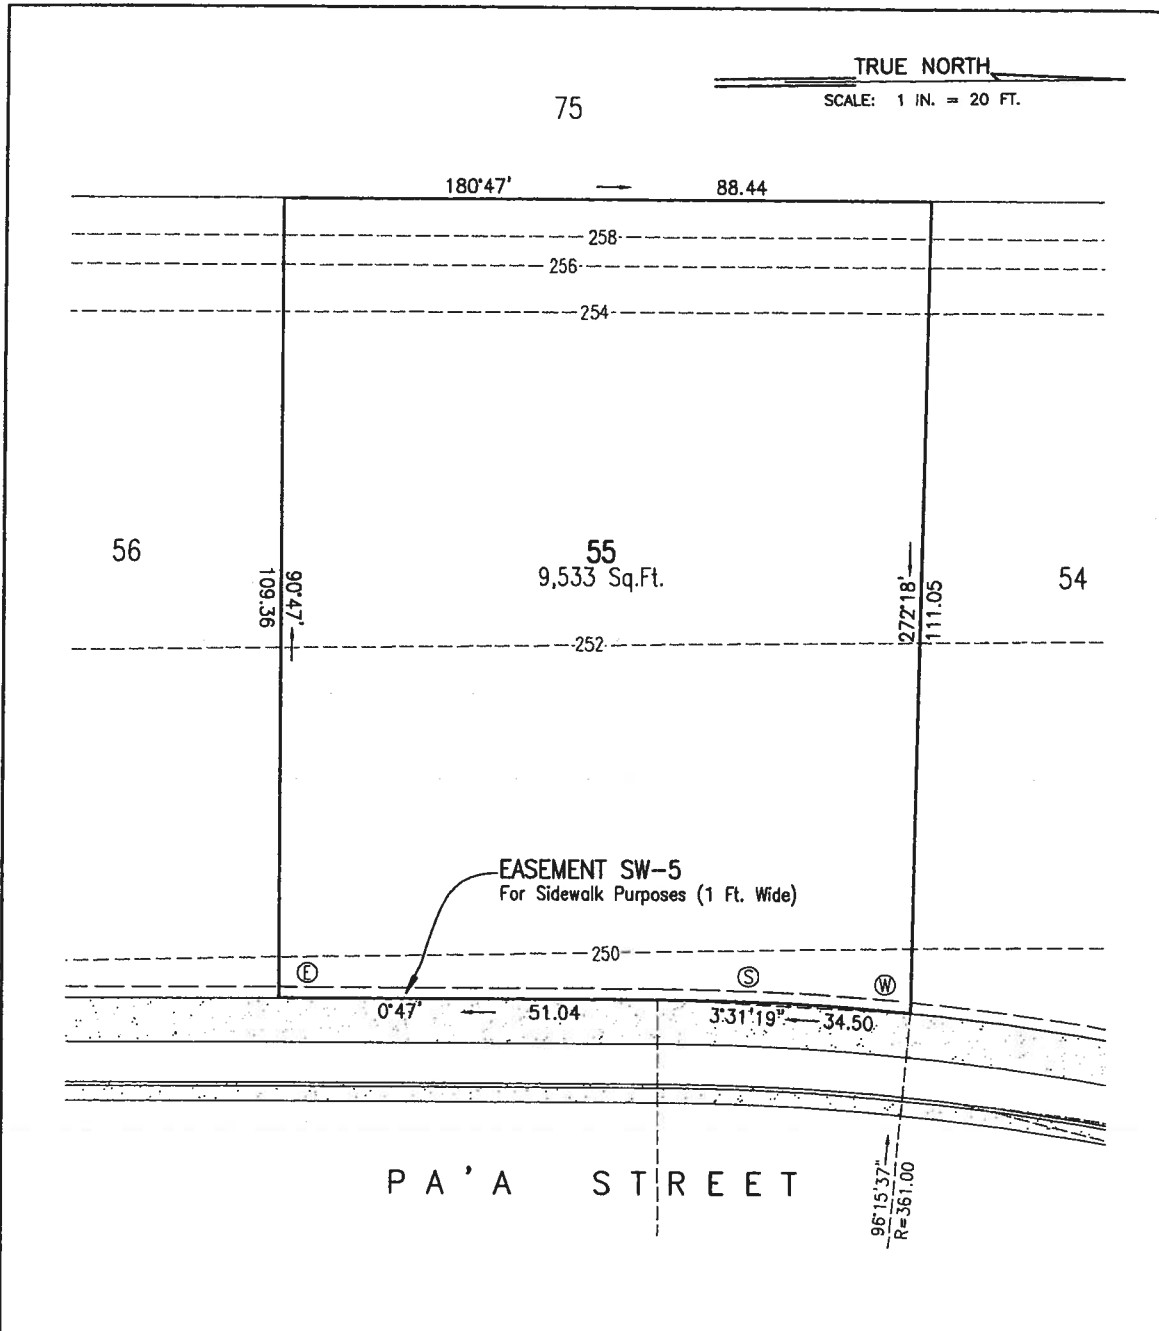 TRUE NORTH
SCALE: 1 IN. = 20 FT.
75
180°47' 88.44
258
256
254
56
55
9,533 Sq.Ft.
54
90°47'
109.36
272°18'
111.05
252
EASEMENT SW-5
For Sidewalk Purposes (1 Ft. Wide)
250
E
S
W
0°47' 51.04
3°31'19" 34.50
PA'A STREET
96°15'37"
R=361.00